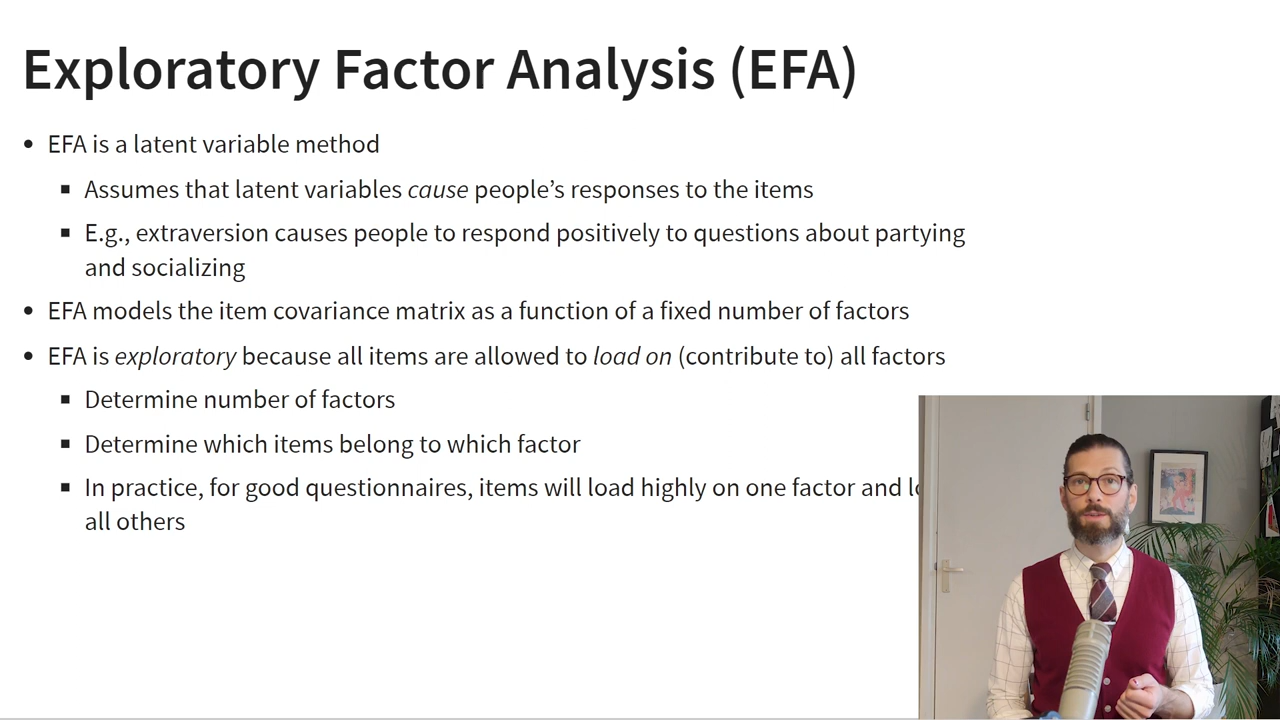 Exploratory Factor Analysis (EFA)
• EFA is a latent variable method
▪ Assumes that latent variables cause people’s responses to the items
▪ E.g., extraversion causes people to respond positively to questions about partying
and socializing
• EFA models the item covariance matrix as a function of a fixed number of factors
• EFA is exploratory because all items are allowed to load on (contribute to) all factors
▪ Determine number of factors
▪ Determine which items belong to which factor
▪ In practice, for good questionnaires, items will load highly on one factor and
all others